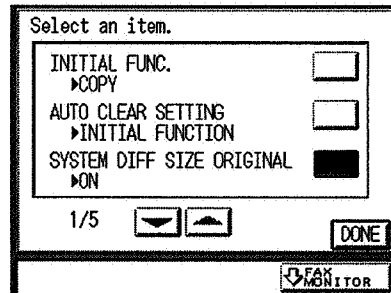 Select an item.
INITIAL FUNC.
▶COPY
AUTO CLEAR SETTING
▶INITIAL FUNCTION
SYSTEM DIFF SIZE ORIGINAL
▶ON
1/5
DONE
FAX
MONITOR